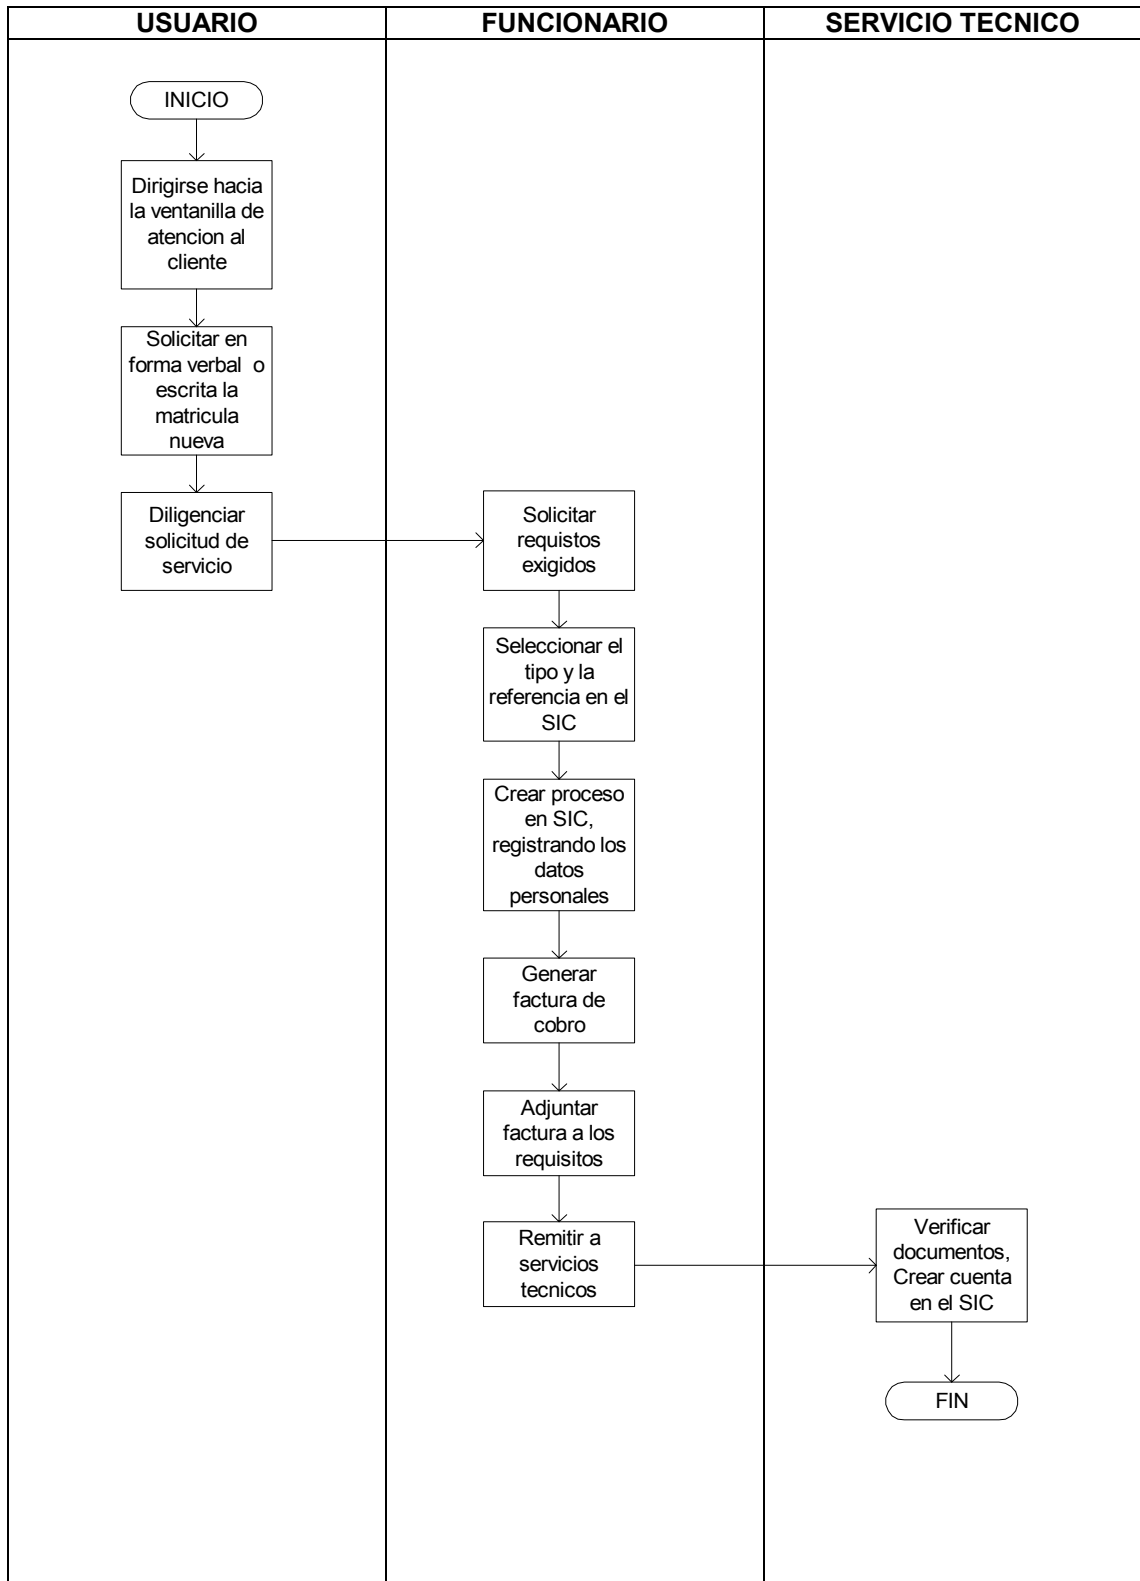 USUARIO
FUNCIONARIO
SERVICIO TECNICO
INICIO
Dirigirse hacia
la ventanilla de
atencion al
cliente
Solicitar en
forma verbal o
escrita la
matricula
nueva
Diligenciar
solicitud de
servicio
Solicitar
requistos
exigidos
Seleccionar el
tipo y la
referencia en el
SIC
Crear proceso
en SIC,
registrando los
datos
personales
Generar
factura de
cobro
Adjuntar
factura a los
requisitos
Remitir a
servicios
tecnicos
Verificar
documentos,
Crear cuenta
en el SIC
FIN